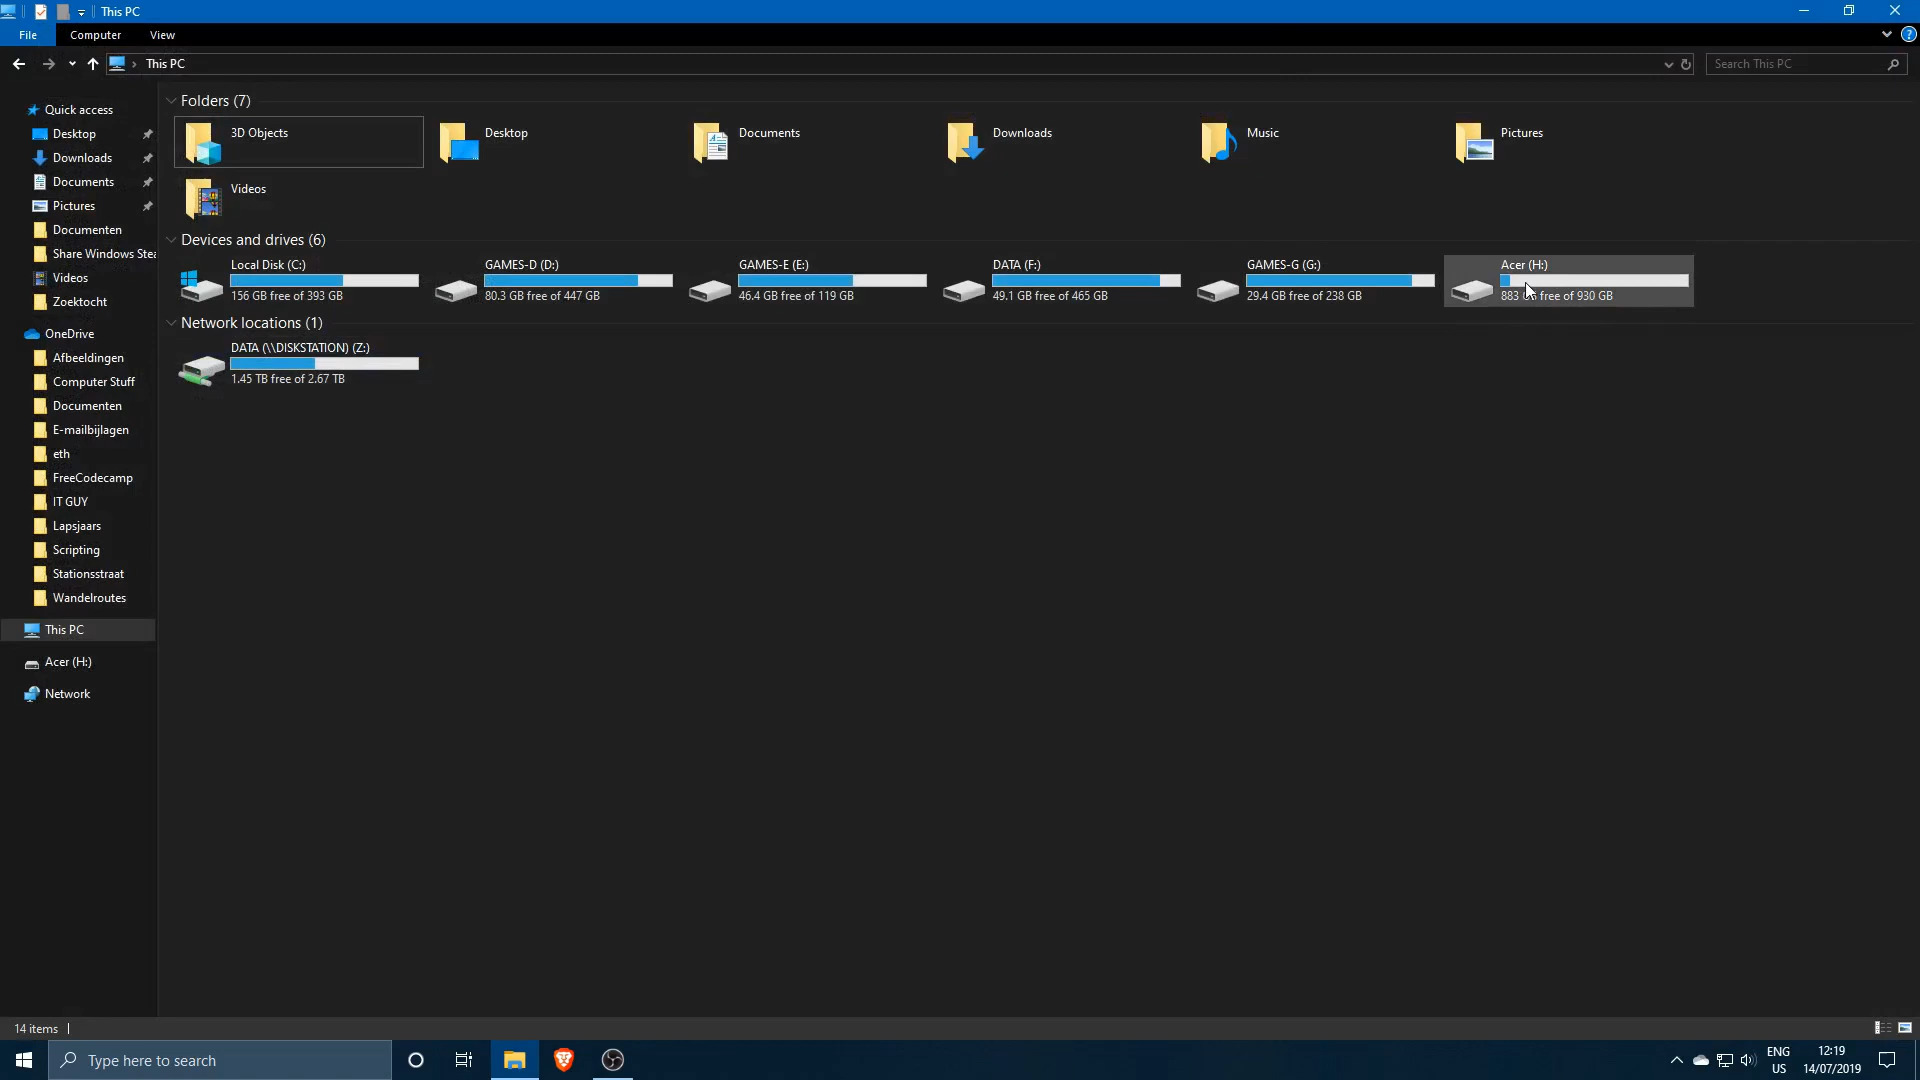 This PC
File Computer View
This PC
Search This PC
Quick access
Desktop
Downloads
Documents
Pictures
Documenten
Share Windows Stea
Videos
Zoektocht
OneDrive
Afbeeldingen
Computer Stuff
Documenten
E-mailbijlagen
eth
FreeCodecamp
IT GUY
Lapsjaars
Scripting
Stationsstraat
Wandelroutes
This PC
Acer (H:)
Network
Folders (7)
3D Objects
Desktop
Documents
Downloads
Music
Pictures
Videos
Devices and drives (6)
Local Disk (C:)
156 GB free of 393 GB
GAMES-D (D:)
80.3 GB free of 447 GB
GAMES-E (E:)
46.4 GB free of 119 GB
DATA (F:)
49.1 GB free of 465 GB
GAMES-G (G:)
29.4 GB free of 238 GB
Acer (H:)
883 GB free of 930 GB
Network locations (1)
DATA (\\DISKSTATION) (Z:)
1.45 TB free of 2.67 TB
14 items
Type here to search
ENG
US
12:19
14/07/2019